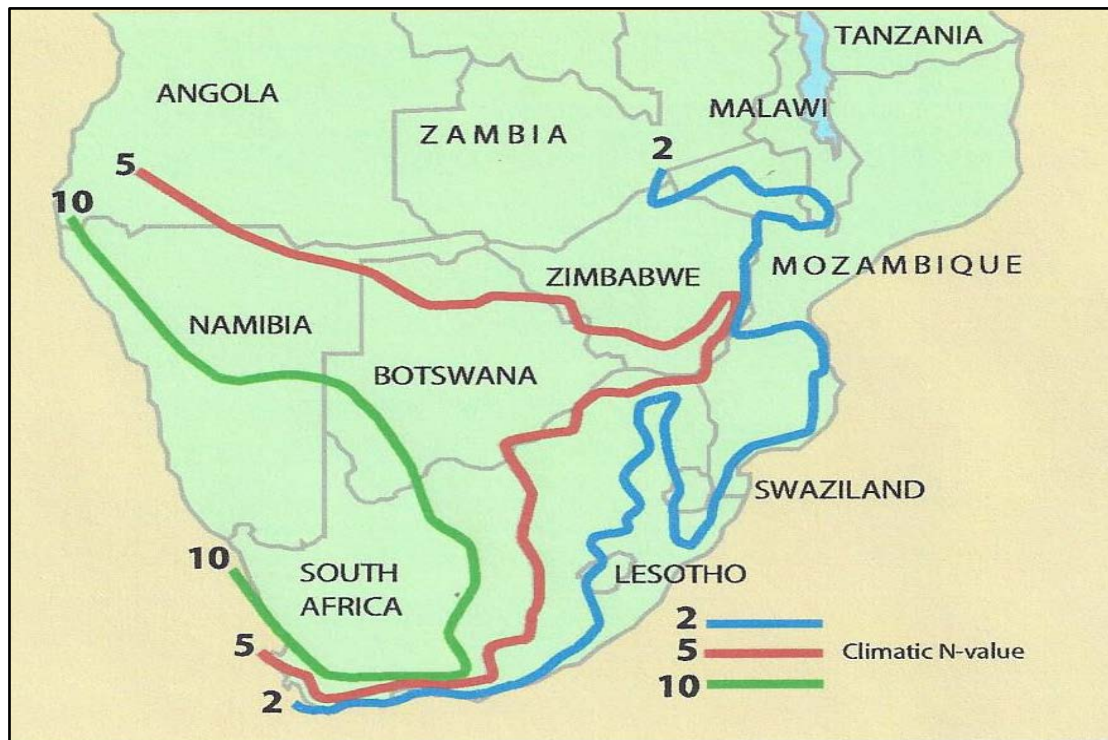 TANZANIA
ANGOLA
MALAWI
ZAMBIA
2
5
10
ZIMBABWE
MOZAMBIQUE
NAMIBIA
BOTSWANA
SWAZILAND
10
SOUTH
AFRICA
LESOTHO
2
5
5 Climatic N-value
10
2